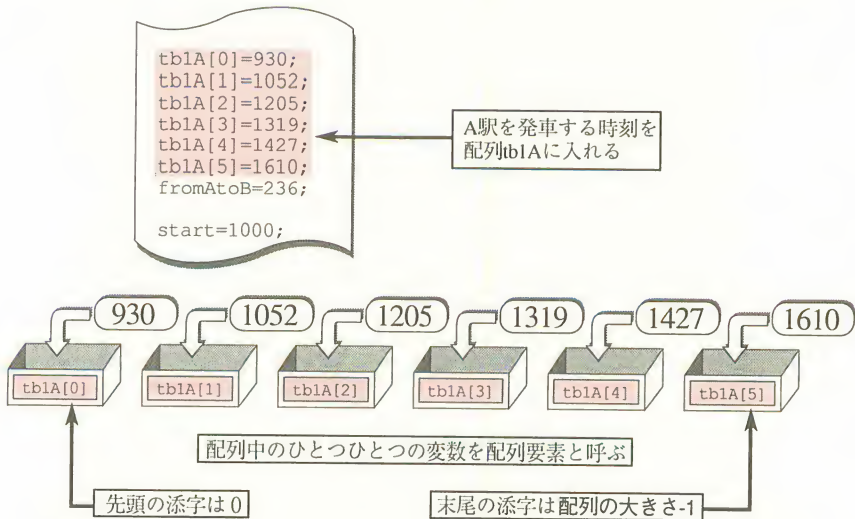 tb1A[0]=930;
tb1A[1]=1052;
tb1A[2]=1205;
tb1A[3]=1319;
tb1A[4]=1427;
tb1A[5]=1610;
fromAtoB=236;
start=1000;
A駅を発車する時刻を
配列tb1Aに入れる
930 1052 1205 1319 1427 1610
tb1A[0] tb1A[1] tb1A[2] tb1A[3] tb1A[4] tb1A[5]
配列中のひとつひとつの変数を配列要素と呼ぶ
先頭の添字は0 末尾の添字は配列の大きさ-1